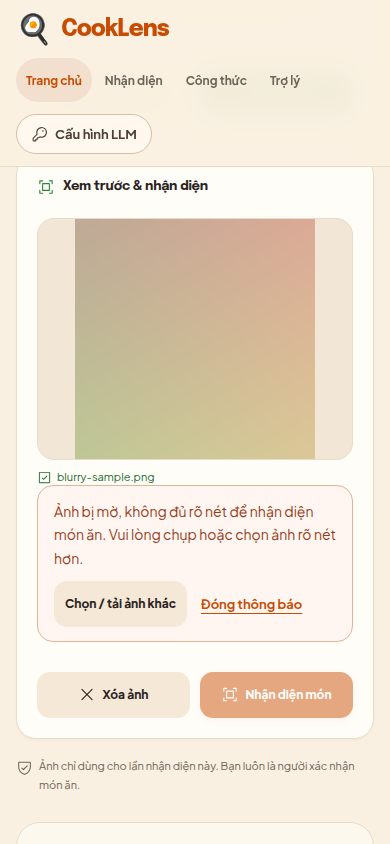 CookLens
Trang chủ
Nhận diện
Công thức
Trợ lý
Cấu hình LLM
Xem trước & nhận diện
blurry-sample.png
Ảnh bị mờ, không đủ rõ nét để nhận diện
món ăn. Vui lòng chụp hoặc chọn ảnh rõ nét
hơn.
Chọn / tải ảnh khác
Đóng thông báo
Xóa ảnh
Nhận diện món
Ảnh chỉ dùng cho lần nhận diện này. Bạn luôn là người xác nhận
món ăn.